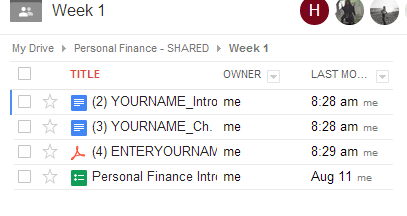 Week 1
H
My Drive Personal Finance - SHARED Week 1
TITLE OWNER LAST MO...
(2) YOURNAME_Intro me 8:28 am me
(3) YOURNAME_Ch. me 8:28 am me
(4) ENTERYOURNAM me 8:29 am me
Personal Finance Intro me Aug 11 me